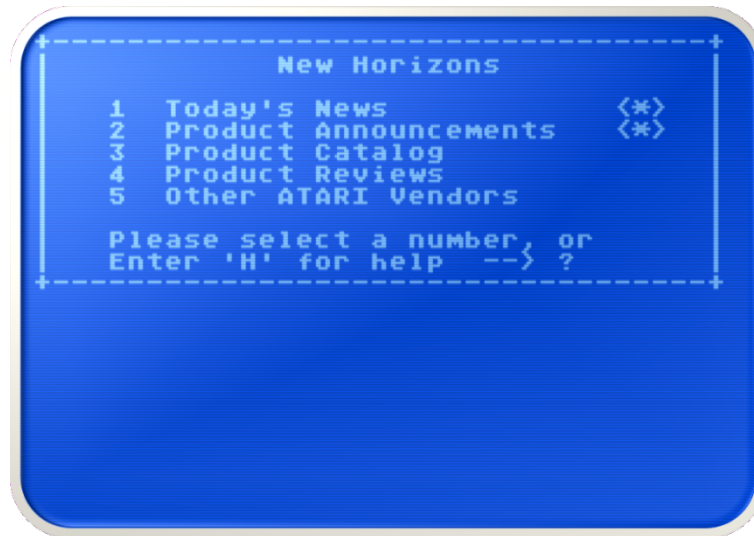 New Horizons
1 Today's News <*>
2 Product Announcements <*>
3 Product Catalog
4 Product Reviews
5 Other ATARI Vendors
Please select a number, or
Enter 'H' for help --> ?